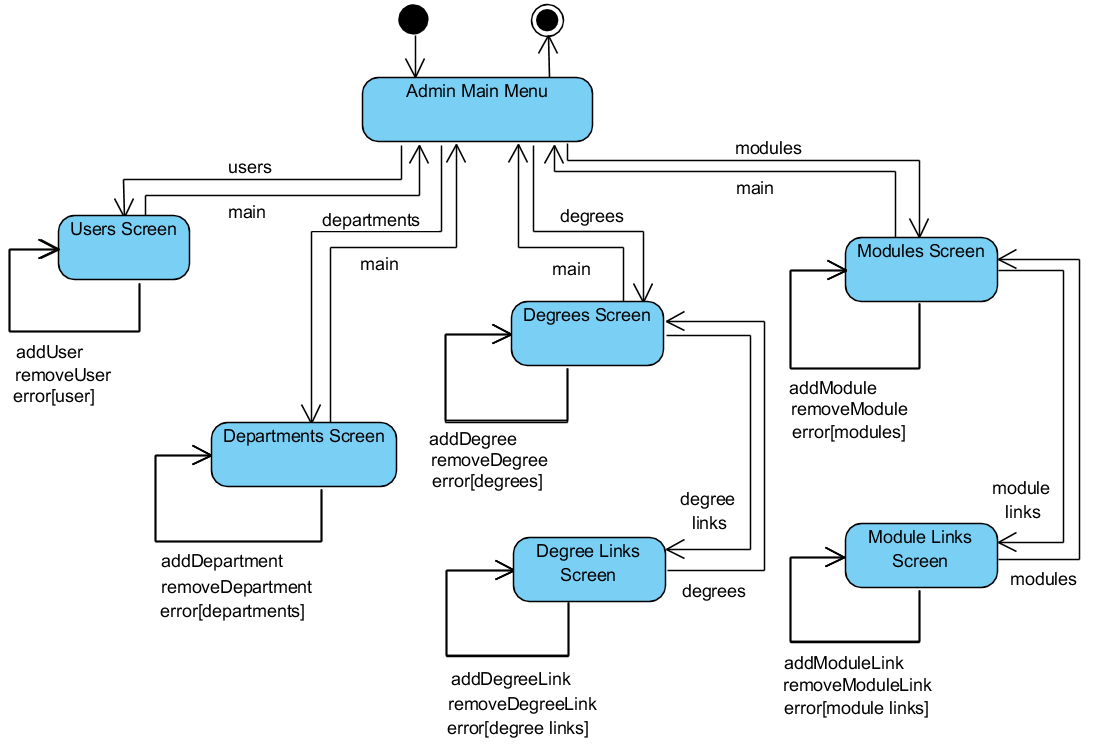 Admin Main Menu
users
main
departments
main
degrees
main
modules
main
Users Screen
addUser
removeUser
error[user]
Departments Screen
addDepartment
removeDepartment
error[departments]
Degrees Screen
addDegree
removeDegree
error[degrees]
degree
links
Degree Links
Screen
degrees
addDegreeLink
removeDegreeLink
error[degree links]
Modules Screen
addModule
removeModule
error[modules]
module
links
Module Links
Screen
modules
addModuleLink
removeModuleLink
error[module links]